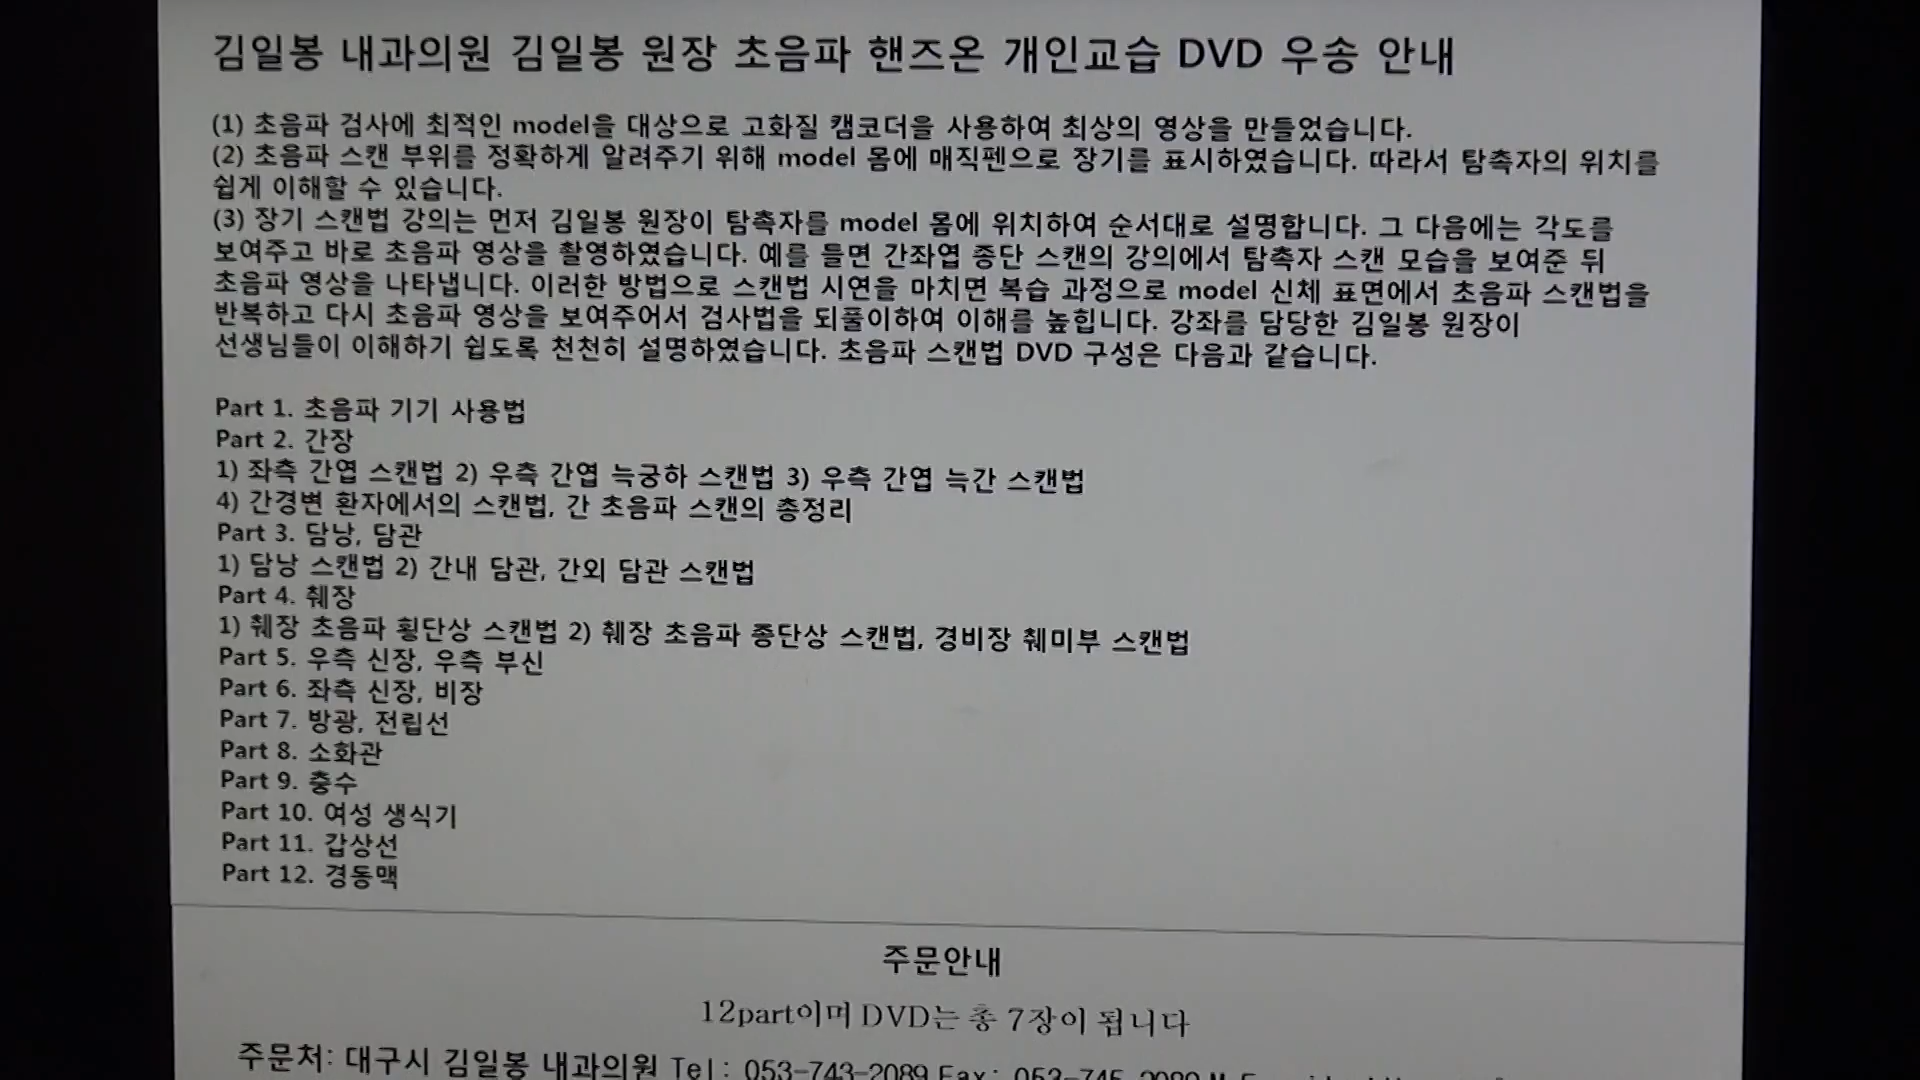 김일봉 내과의원 김일봉 원장 초음파 핸즈온 개인교습 DVD 우송 안내
(1) 초음파 검사에 최적인 model을 대상으로 고화질 캠코더을 사용하여 최상의 영상을 만들었습니다.
(2) 초음파 스캔 부위를 정확하게 알려주기 위해 model 몸에 매직펜으로 장기를 표시하였습니다. 따라서 탐촉자의 위치를
쉽게 이해할 수 있습니다.
(3) 장기 스캔법 강의는 먼저 김일봉 원장이 탐촉자를 model 몸에 위치하여 순서대로 설명합니다. 그 다음에는 각도를
보여주고 바로 초음파 영상을 촬영하였습니다. 예를 들면 간좌엽 종단 스캔의 강의에서 탐촉자 스캔 모습을 보여준 뒤
초음파 영상을 나타냅니다. 이러한 방법으로 스캔법 시연을 마치면 복습 과정으로 model 신체 표면에서 초음파 스캔법을
반복하고 다시 초음파 영상을 보여주어서 검사법을 되풀이하여 이해를 높힙니다. 강좌를 담당한 김일봉 원장이
선생님들이 이해하기 쉽도록 천천히 설명하였습니다. 초음파 스캔법 DVD 구성은 다음과 같습니다.
Part 1. 초음파 기기 사용법
Part 2. 간장
1) 좌측 간엽 스캔법 2) 우측 간엽 늑궁하 스캔법 3) 우측 간엽 늑간 스캔법
4) 간경변 환자에서의 스캔법, 간 초음파 스캔의 총정리
Part 3. 담낭, 담관
1) 담낭 스캔법 2) 간내 담관, 간외 담관 스캔법
Part 4. 췌장
1) 췌장 초음파 횡단상 스캔법 2) 췌장 초음파 종단상 스캔법, 경비장 췌미부 스캔법
Part 5. 우측 신장, 우측 부신
Part 6. 좌측 신장, 비장
Part 7. 방광, 전립선
Part 8. 소화관
Part 9. 충수
Part 10. 여성 생식기
Part 11. 갑상선
Part 12. 경동맥
주문안내
12part이며 DVD는 총 7장이 됩니다
주문처: 대구시 김일봉 내과의원 Tel: 053-743-2089 Fax: 053-745-2089